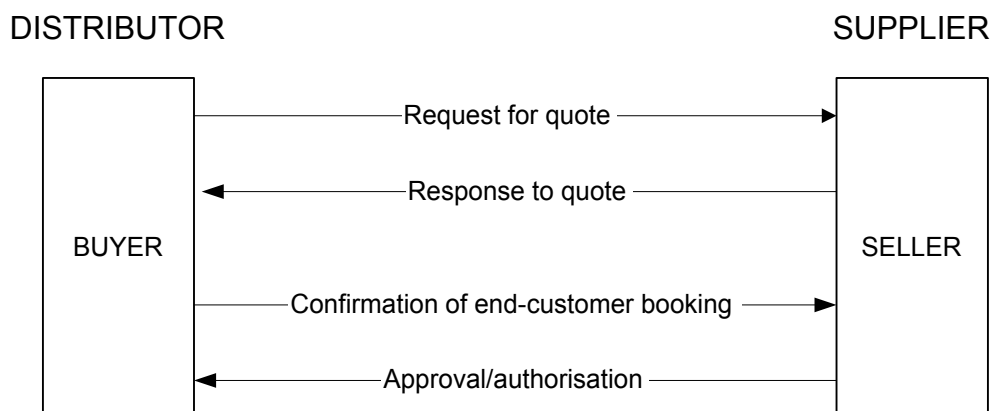 DISTRIBUTOR
SUPPLIER
Request for quote
Response to quote
BUYER
SELLER
Confirmation of end-customer booking
Approval/authorisation